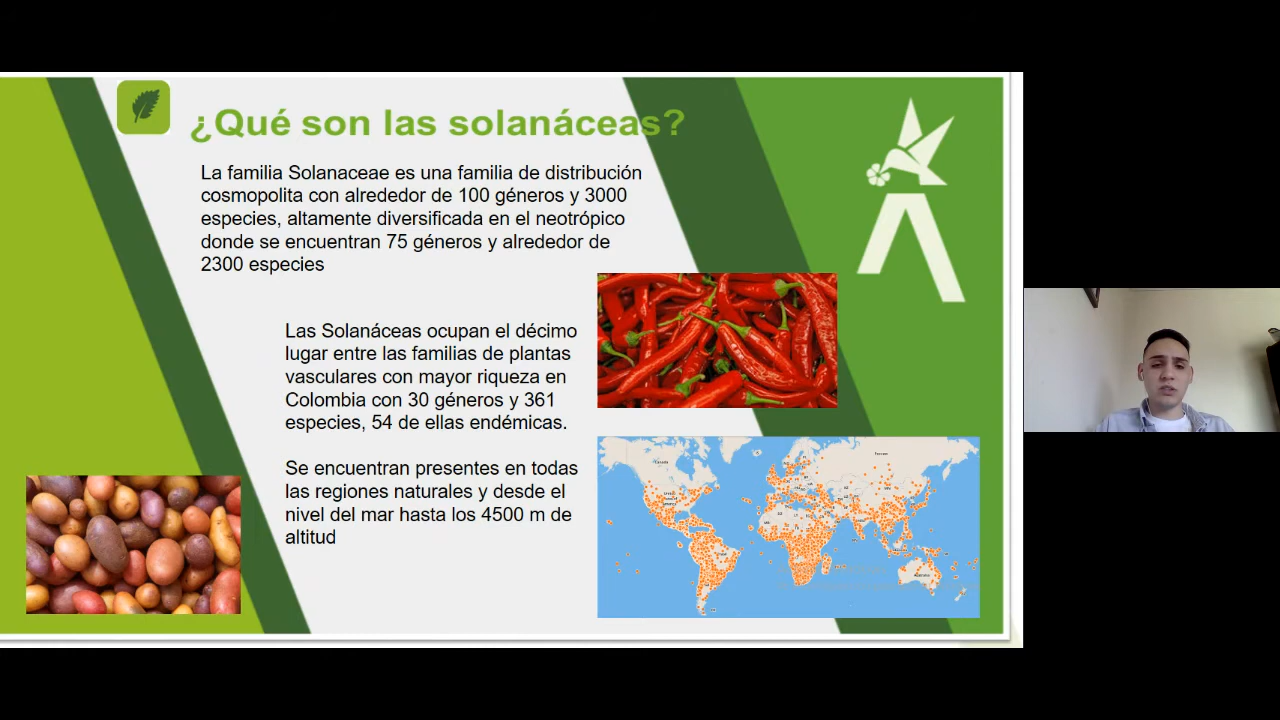 ¿Qué son las solanáceas?
La familia Solanaceae es una familia de distribución
cosmopolita con alrededor de 100 géneros y 3000
especies, altamente diversificada en el neotrópico
donde se encuentran 75 géneros y alrededor de
2300 especies
Las Solanáceas ocupan el décimo
lugar entre las familias de plantas
vasculares con mayor riqueza en
Colombia con 30 géneros y 361
especies, 54 de ellas endémicas.
Se encuentran presentes en todas
las regiones naturales y desde el
nivel del mar hasta los 4500 m de
altitud